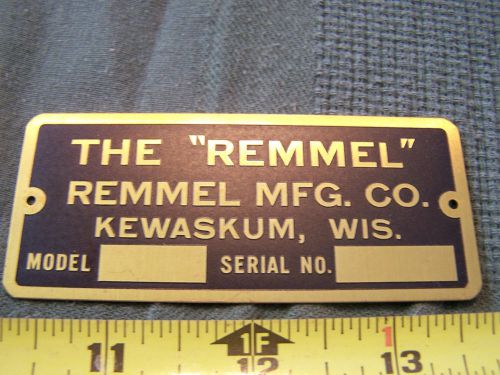 THE "REMMEL"
REMMEL MFG. CO.
KEWASKUM, WIS.
MODEL SERIAL NO.
11 1F 12 13